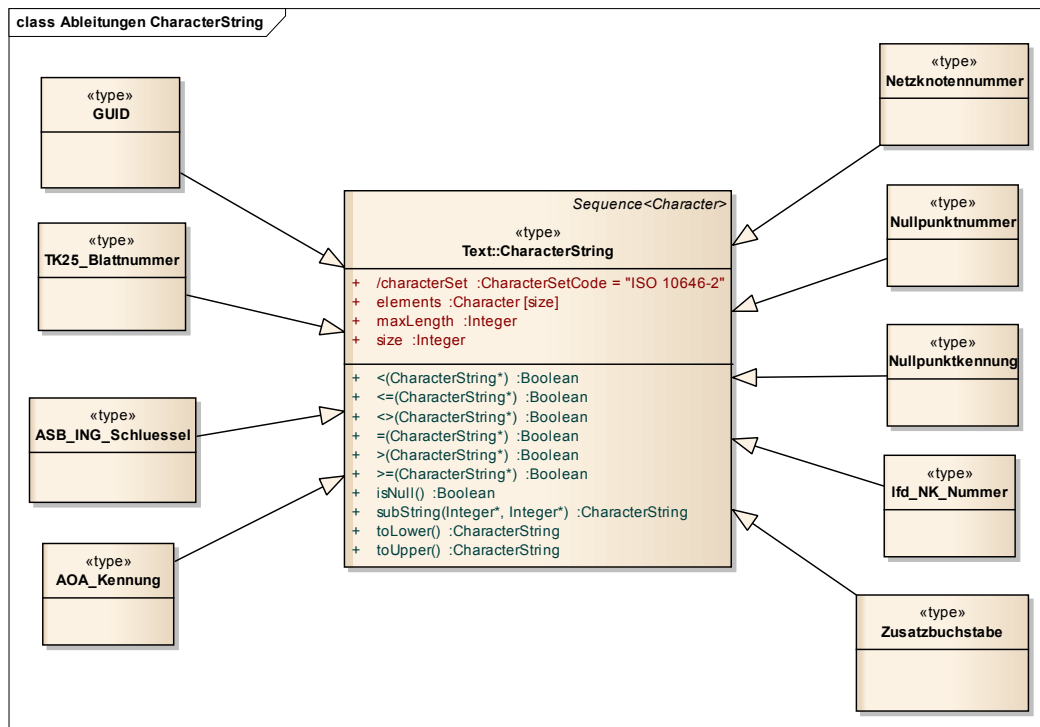 class Ableitungen CharacterString
«type»
GUID
«type»
TK25_Blattnummer
«type»
ASB_ING_Schluessel
«type»
AOA_Kennung
Sequence<Character>
«type»
Text::CharacterString
+ /characterSet :CharacterSetCode = "ISO 10646-2"
+ elements :Character [size]
+ maxLength :Integer
+ size :Integer
+ <(CharacterString*) :Boolean
+ <=(CharacterString*) :Boolean
+ <>(CharacterString*) :Boolean
+ =(CharacterString*) :Boolean
+ >(CharacterString*) :Boolean
+ >=(CharacterString*) :Boolean
+ isNull() :Boolean
+ subString(Integer*, Integer*) :CharacterString
+ toLower() :CharacterString
+ toUpper() :CharacterString
«type»
Netzknotennummer
«type»
Nullpunktnummer
«type»
Nullpunktkennung
«type»
lfd_NK_Nummer
«type»
Zusatzbuchstabe